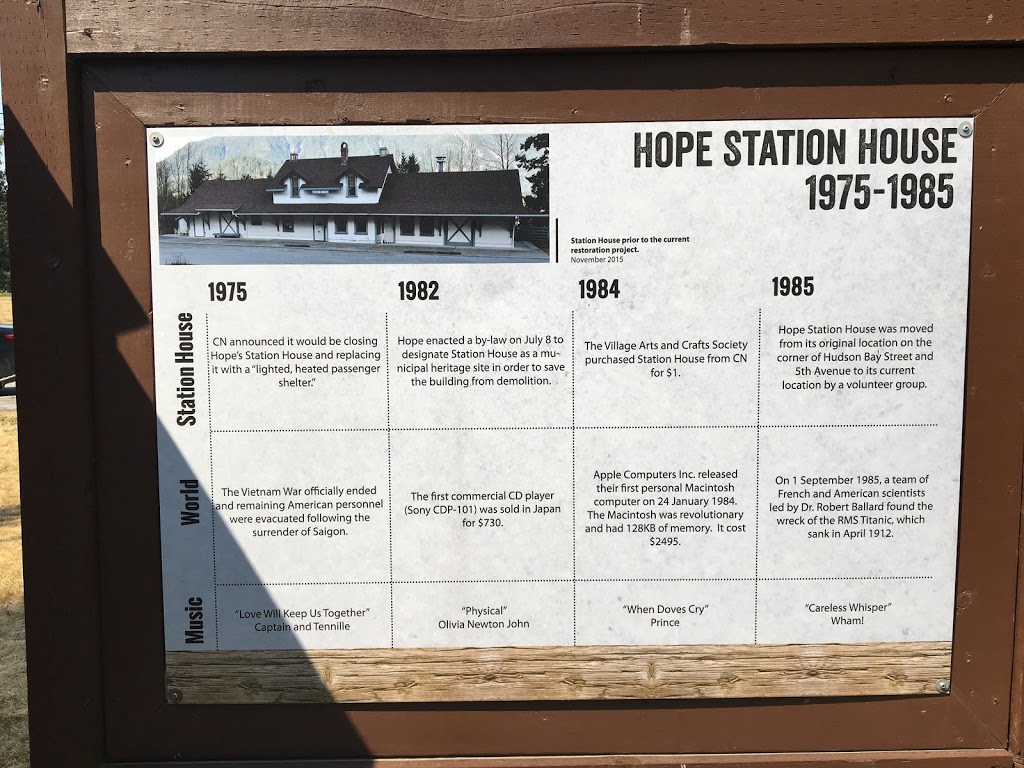 HOPE STATION HOUSE
1975-1985
Station House prior to the current
restoration project.
November 2015
1975
1982
1984
1985
Station House
CN announced it would be closing
Hope's Station House and replacing
it with a "lighted, heated passenger
shelter."
Hope enacted a by-law on July 8 to
designate Station House as a mu-
nicipal heritage site in order to save
the building from demolition.
The Village Arts and Crafts Society
purchased Station House from CN
for $1.
Hope Station House was moved
from its original location on the
corner of Hudson Bay Street and
5th Avenue to its current
location by a volunteer group.
World
The Vietnam War officially ended
and remaining American personnel
were evacuated following the
surrender of Saigon.
The first commercial CD player
(Sony CDP-101) was sold in Japan
for $730.
Apple Computers Inc. released
their first personal Macintosh
computer on 24 January 1984.
The Macintosh was revolutionary
and had 128KB of memory. It cost
$2495.
On 1 September 1985, a team of
French and American scientists
led by Dr. Robert Ballard found the
wreck of the RMS Titanic, which
sank in April 1912.
Music
"Love Will Keep Us Together"
Captain and Tennille
"Physical"
Olivia Newton John
"When Doves Cry"
Prince
"Careless Whisper"
Wham!